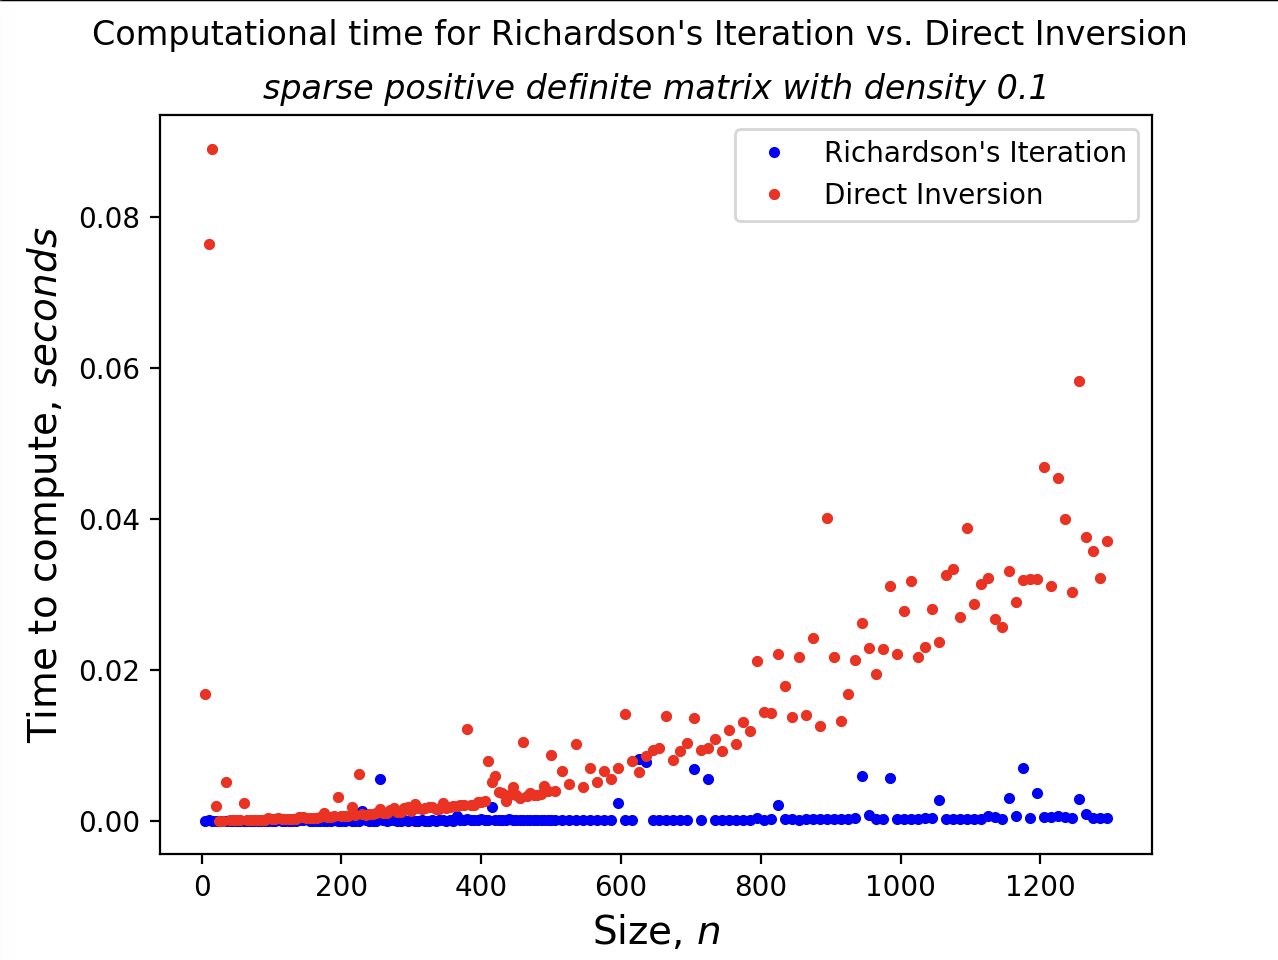 Computational time for Richardson's Iteration vs. Direct Inversion
sparse positive definite matrix with density 0.1
Richardson's Iteration
Direct Inversion
Time to compute, seconds
0.08
0.06
0.04
0.02
0.00
0 200 400 600 800 1000 1200
Size, n